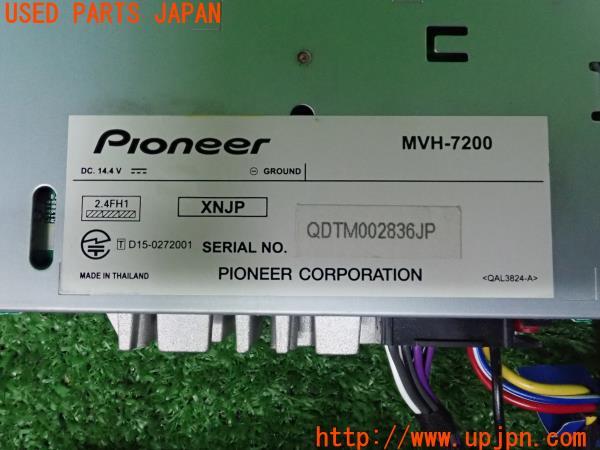 USED PARTS JAPAN
Pioneer
MVH-7200
DC. 14.4 V
⊖ GROUND
2.4FH1
XNJP
T D15-0272001
SERIAL NO.
QDTM002836JP
MADE IN THAILAND
PIONEER CORPORATION
<QAL3824-A>
http://www.upjpn.com/